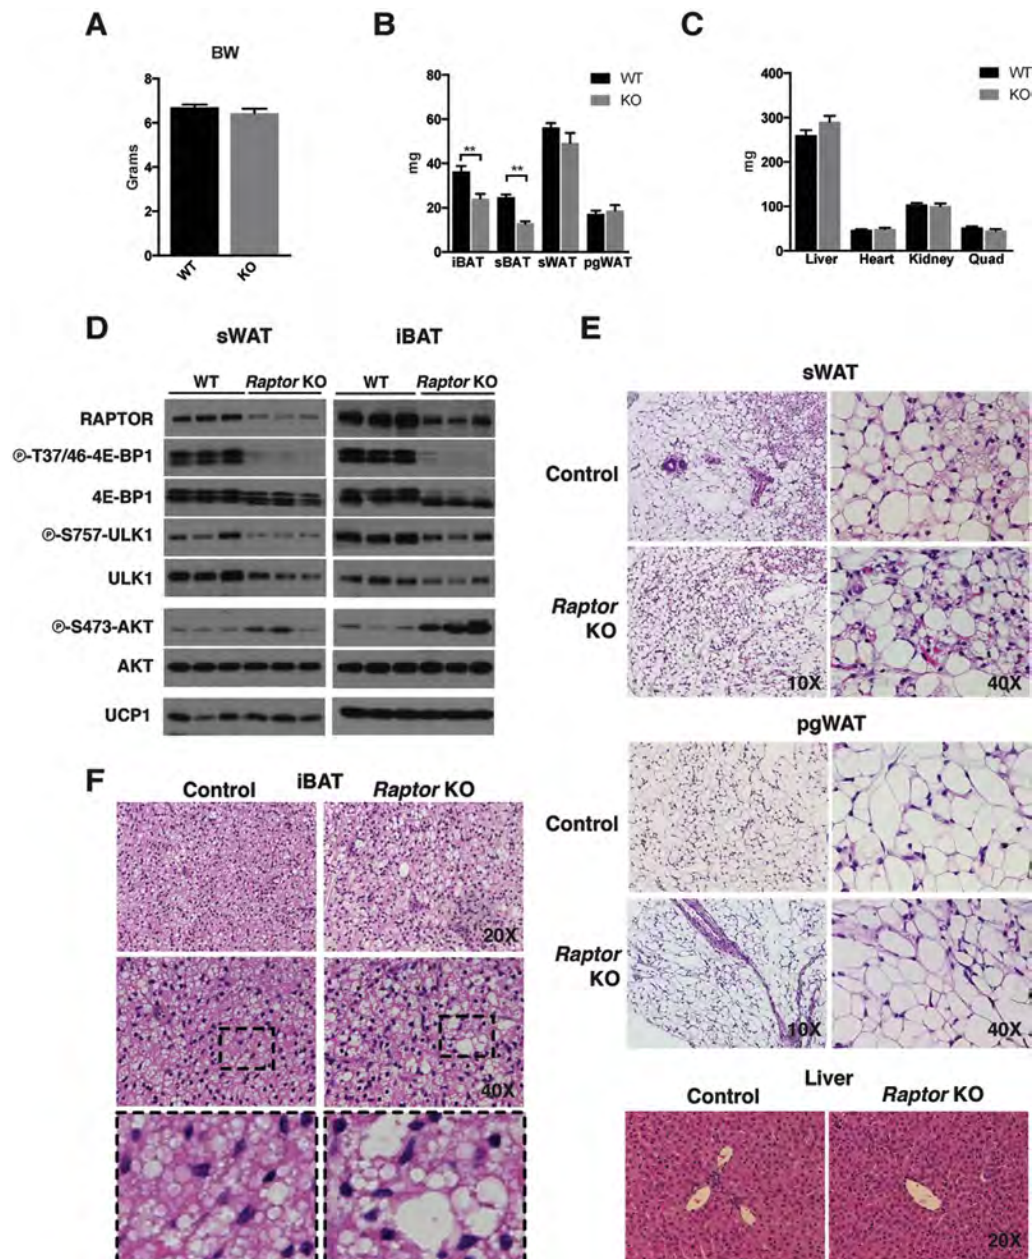 A
BW
Grams
8
6
4
2
0
WT
KO
B
WT
KO
mg
60
40
20
0
**
**
iBAT sBAT sWAT pgWAT
C
WT
KO
mg
400
300
200
100
0
Liver Heart Kidney Quad
D
sWAT iBAT
WT Raptor KO WT Raptor KO
RAPTOR
Ⓟ-T37/46-4E-BP1
4E-BP1
Ⓟ-S757-ULK1
ULK1
Ⓟ-S473-AKT
AKT
UCP1
E
sWAT
Control
Raptor
KO
10X 40X
pgWAT
Control
Raptor
KO
10X 40X
Liver
Control Raptor KO
20X
F
iBAT
Control Raptor KO
20X
40X